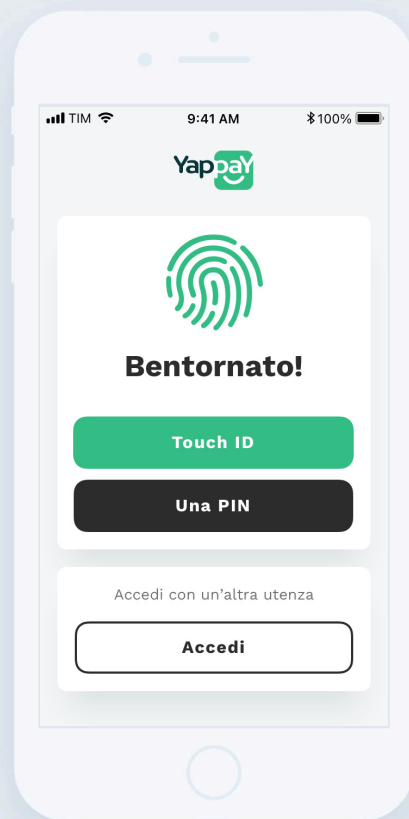 TIM 9:41 AM 100%
YappaY
Bentornato!
Touch ID
Una PIN
Accedi con un'altra utenza
Accedi